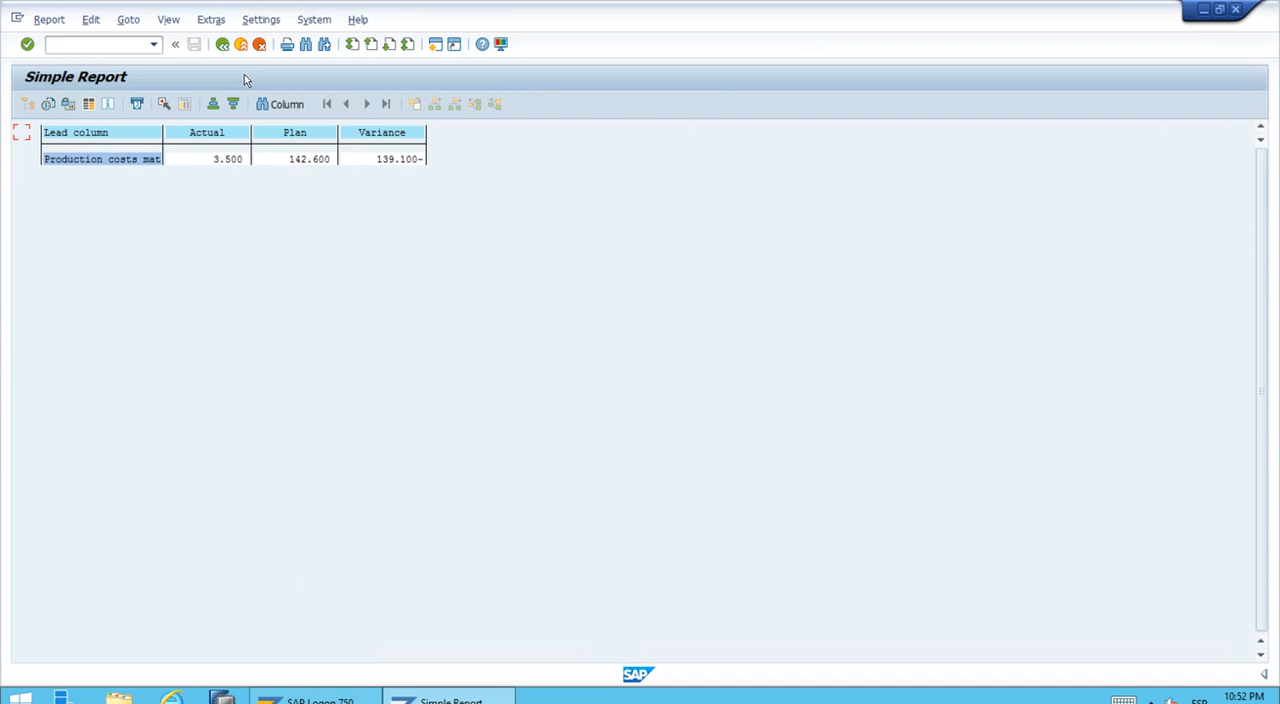 Report Edit Goto View Extras Settings System Help
«
Simple Report
Column
Lead column Actual Plan Variance
Production costs mat 3.500 142.600 139.100-
SAP
SAP Logon 750 Simple Report ESP 10:52 PM